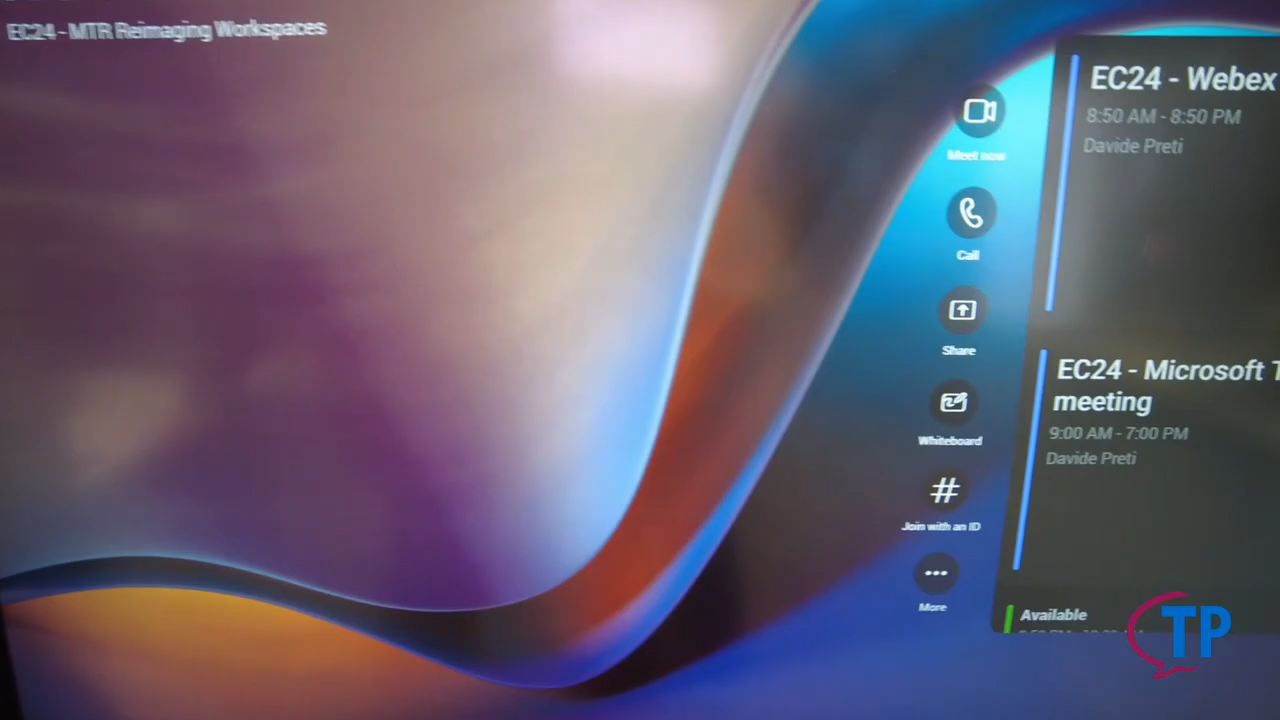 EC24 - MTR Reimaging Workspaces
Meet now
Call
Share
Whiteboard
Join with an ID
More
EC24 - Webex
8:50 AM - 8:50 PM
Davide Preti
EC24 - Microsoft
meeting
9:00 AM - 7:00 PM
Davide Preti
Available
TP